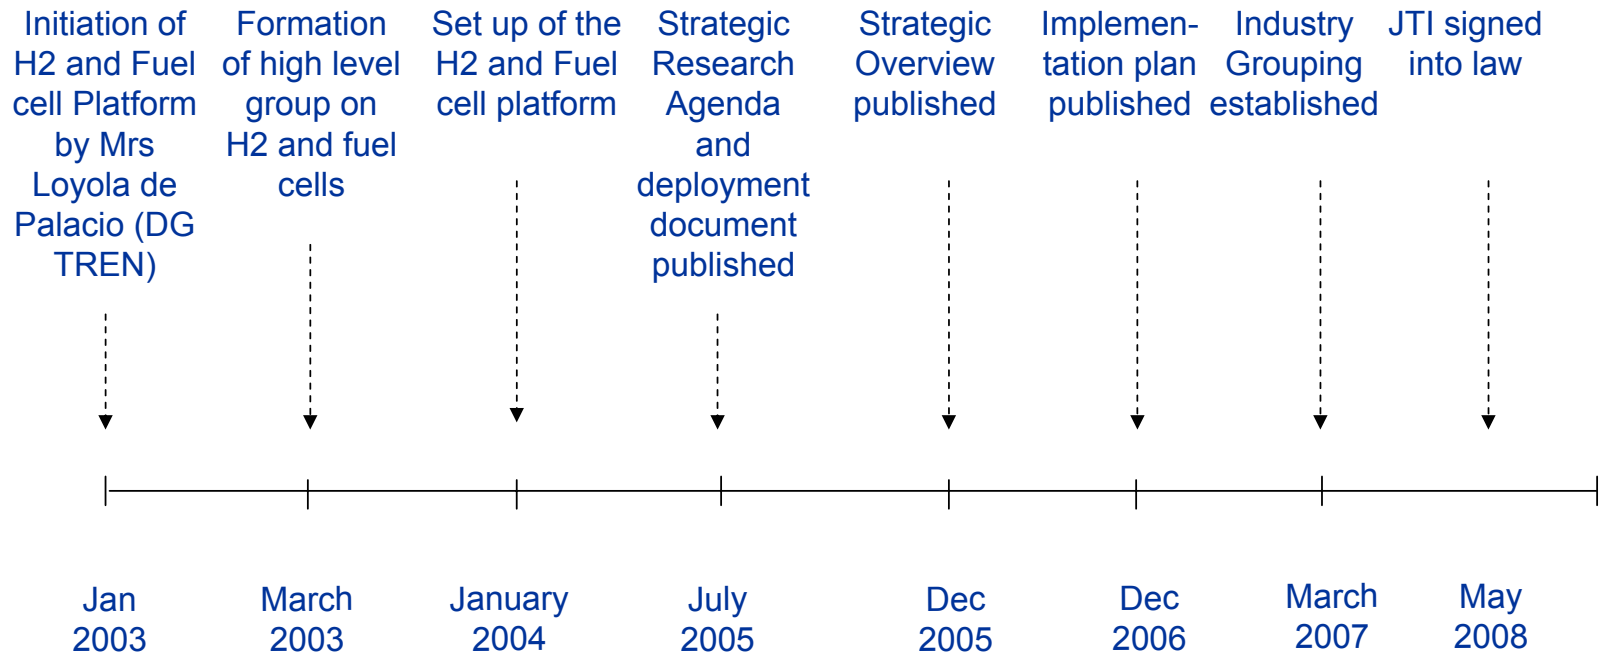 Initiation of
H2 and Fuel
cell Platform
by Mrs
Loyola de
Palacio (DG
TREN)
Formation
of high level
group on
H2 and fuel
cells
Set up of the
H2 and Fuel
cell platform
Strategic
Research
Agenda
and
deployment
document
published
Strategic
Overview
published
Implemen-
tation plan
published
Industry
Grouping
established
JTI signed
into law
Jan
2003
March
2003
January
2004
July
2005
Dec
2005
Dec
2006
March
2007
May
2008